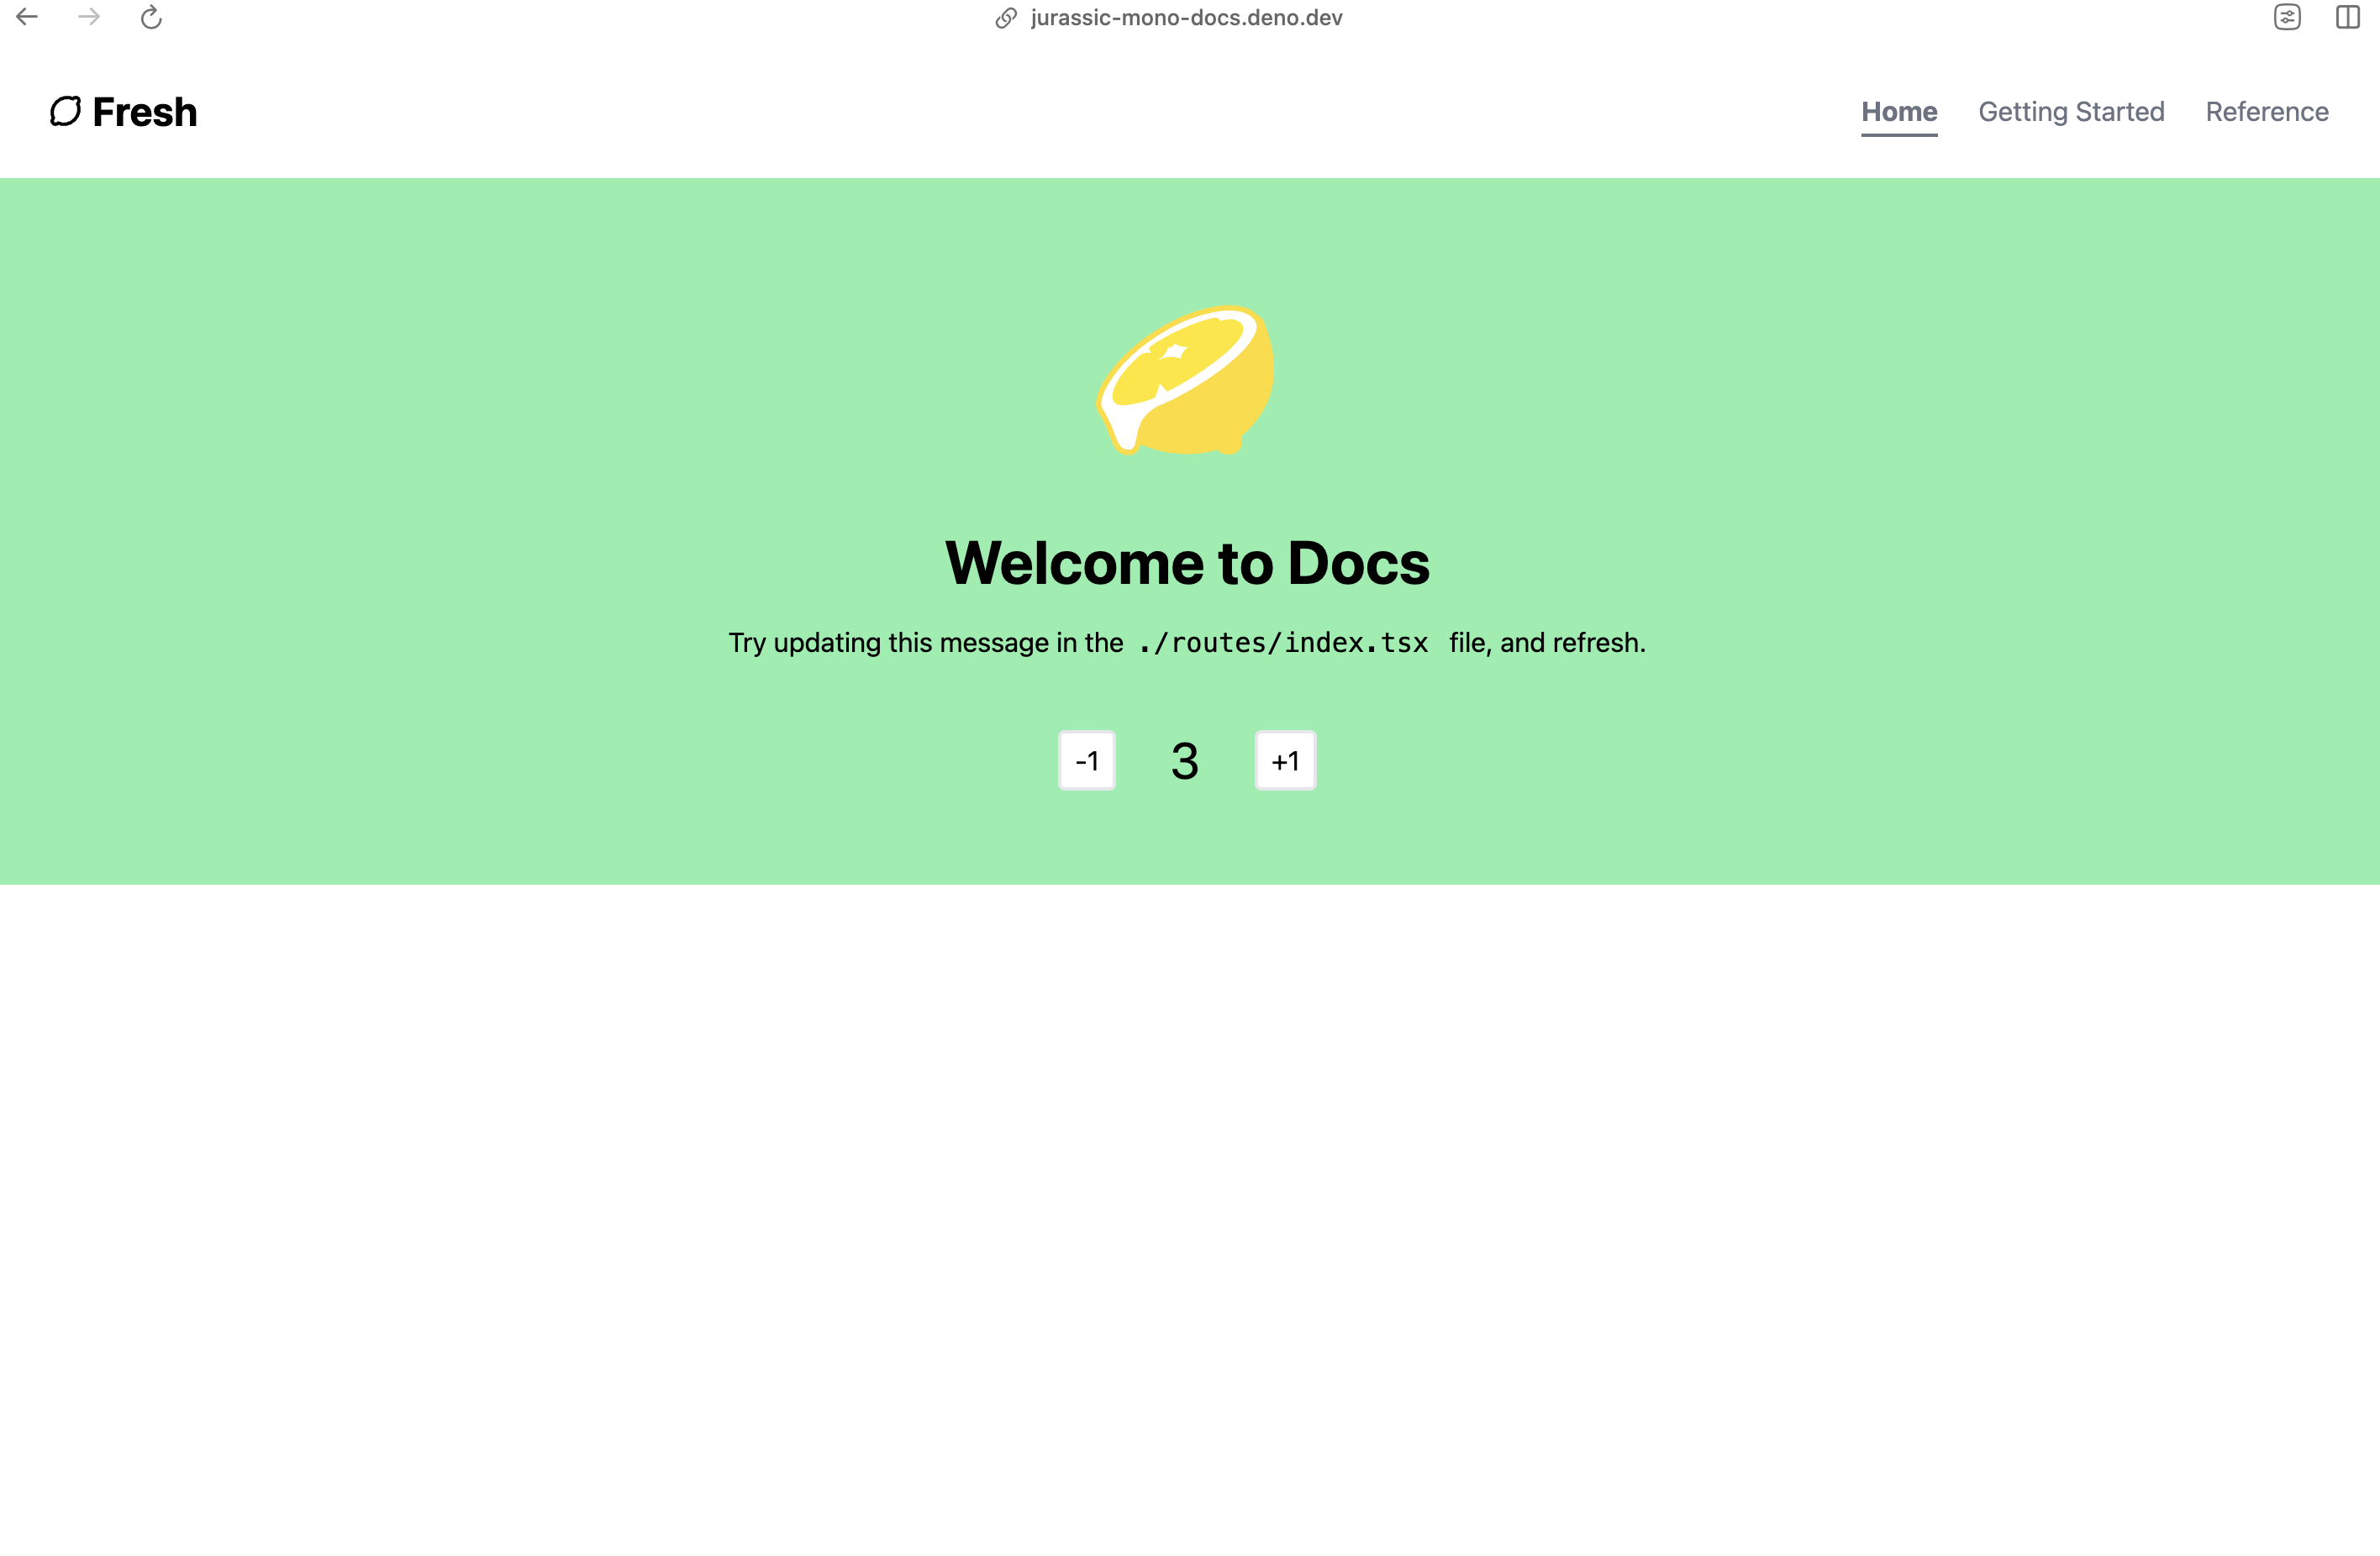 jurassic-mono-docs.deno.dev
Fresh
Home Getting Started Reference
Welcome to Docs
Try updating this message in the ./routes/index.tsx file, and refresh.
-1 3 +1